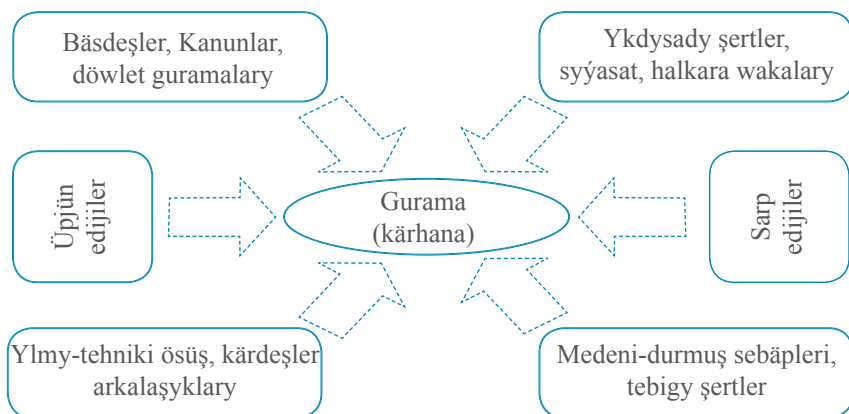 Bäsdeşler, Kanunlar,
döwlet guramalary
Ykdysady şertler,
syýasat, halkara wakalary
Üpjün
edijiler
Gurama
(kärhana)
Sarp
edijiler
Ylmy-tehniki ösüş, kärdeşler
arkalaşyklary
Medeni-durmuş sebäpleri,
tebigy şertler